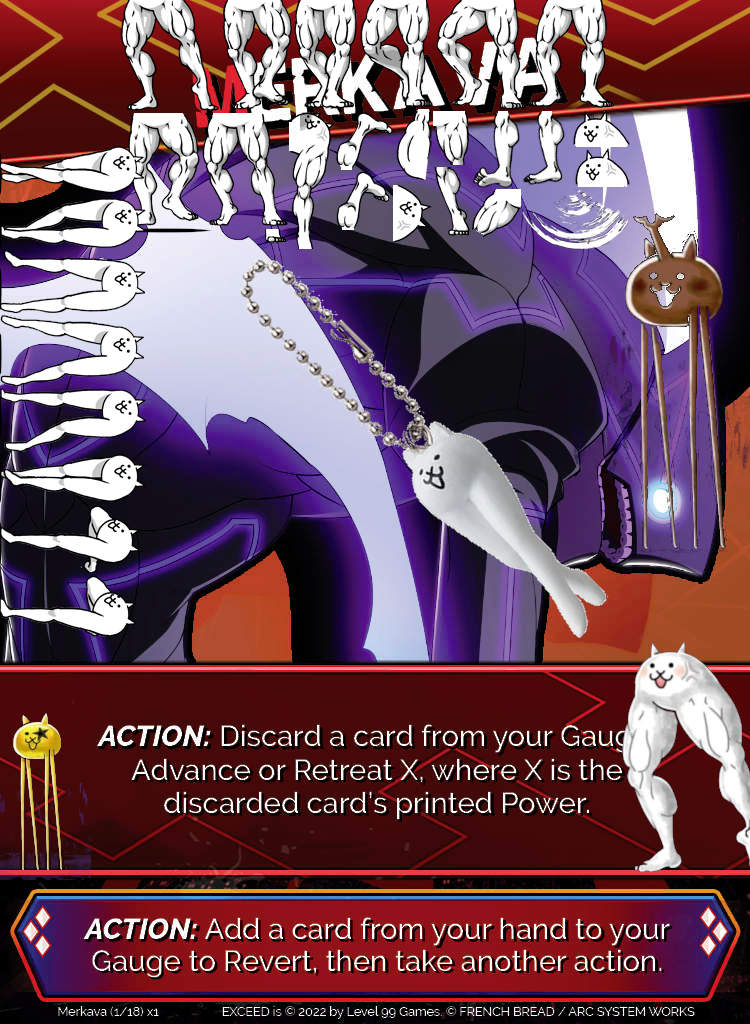 MERKAVA
ACTION: Discard a card from your Gauge
Advance or Retreat X, where X is the
discarded card's printed Power.
ACTION: Add a card from your hand to your
Gauge to Revert, then take another action.
Merkava (1/18) x1 EXCEED is © 2022 by Level 99 Games. © FRENCH BREAD / ARC SYSTEM WORKS